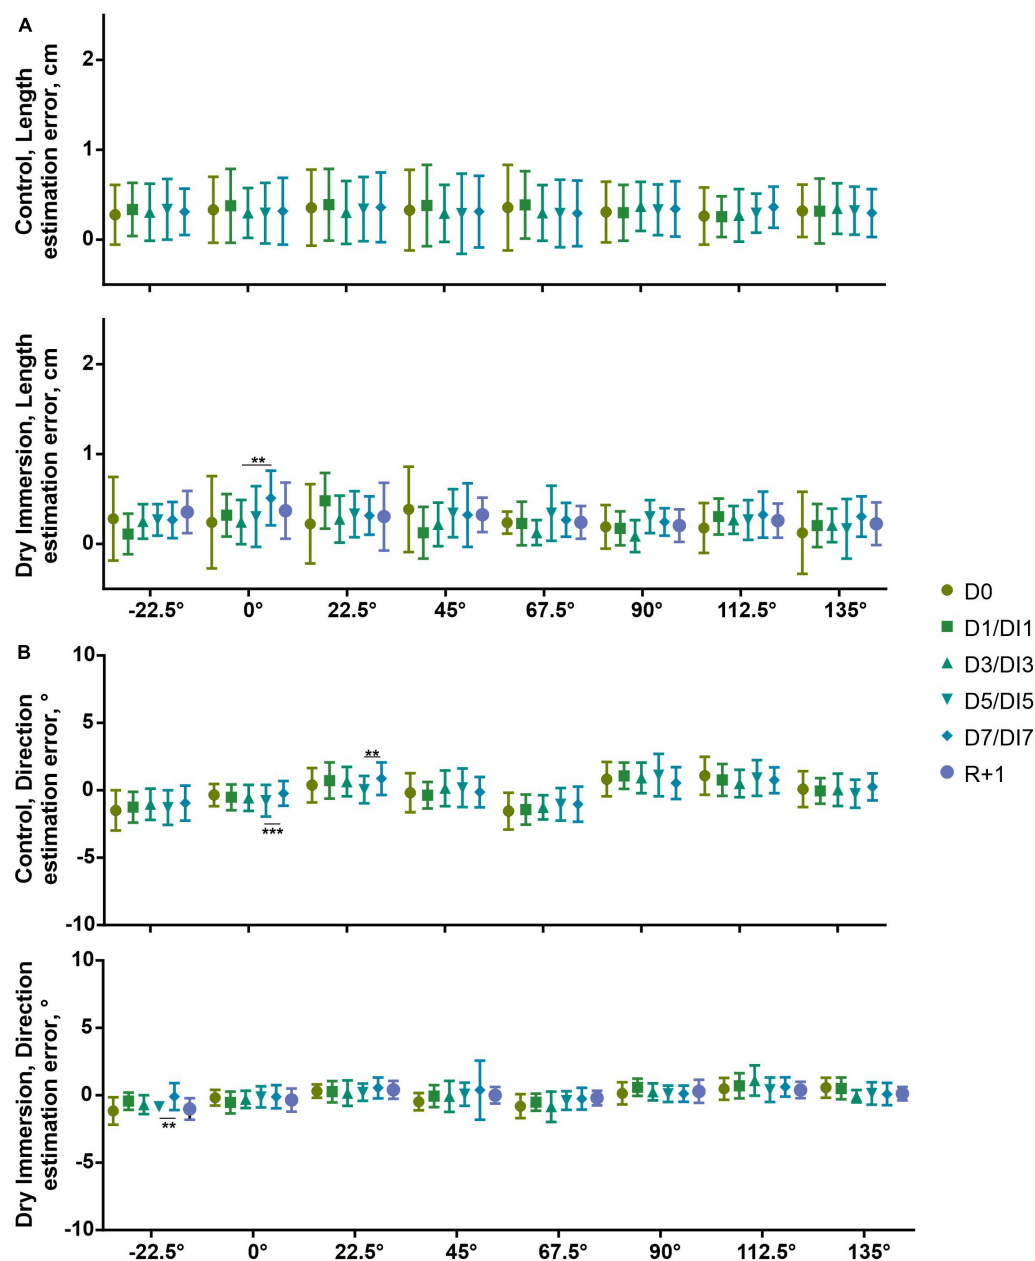 A
Control, Length
estimation error, cm
2
1
0
Dry Immersion, Length
estimation error, cm
2
1
0
**
-22.5°
0°
22.5°
45°
67.5°
90°
112.5°
135°
D0
D1/DI1
D3/DI3
D5/DI5
D7/DI7
R+1
B
Control, Direction
estimation error, °
10
5
0
-5
-10
***
**
Dry Immersion, Direction
estimation error, °
10
5
0
-5
-10
**
-22.5°
0°
22.5°
45°
67.5°
90°
112.5°
135°